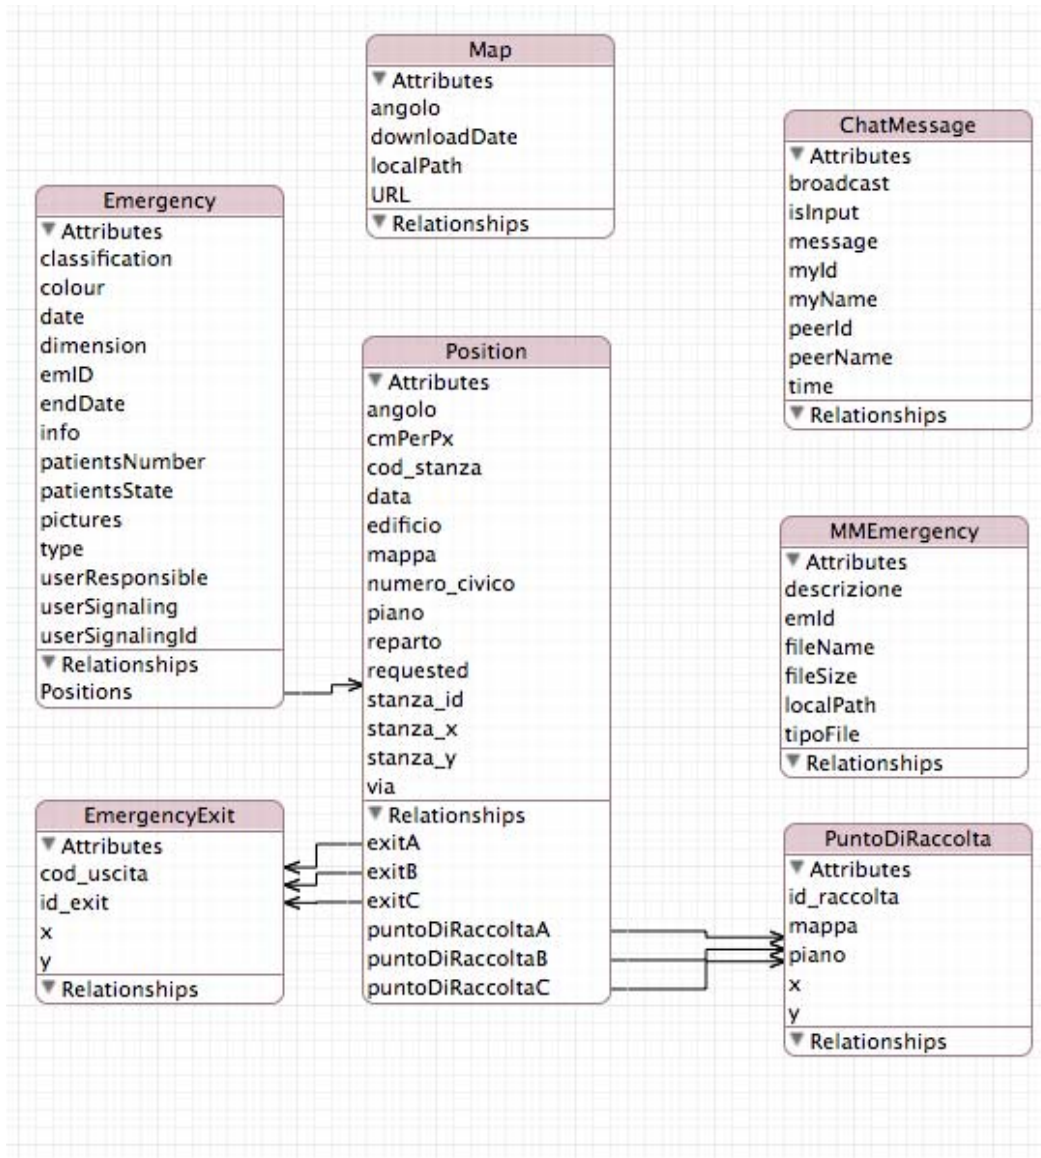 Map
Attributes
angolo
downloadDate
localPath
URL
Relationships
ChatMessage
Attributes
broadcast
isInput
message
myId
myName
peerId
peerName
time
Relationships
Emergency
Attributes
classification
colour
date
dimension
emID
endDate
info
patientsNumber
patientsState
pictures
type
userResponsible
userSignaling
userSignalingId
Relationships
Positions
Position
Attributes
angolo
cmPerPx
cod_stanza
data
edificio
mappa
numero_civico
piano
reparto
requested
stanza_id
stanza_x
stanza_y
via
Relationships
exitA
exitB
exitC
puntoDiRaccoltaA
puntoDiRaccoltaB
puntoDiRaccoltaC
MMEmergency
Attributes
descrizione
emId
fileName
fileSize
localPath
tipoFile
Relationships
EmergencyExit
Attributes
cod_uscita
id_exit
x
y
Relationships
PuntoDiRaccolta
Attributes
id_raccolta
mappa
piano
x
y
Relationships